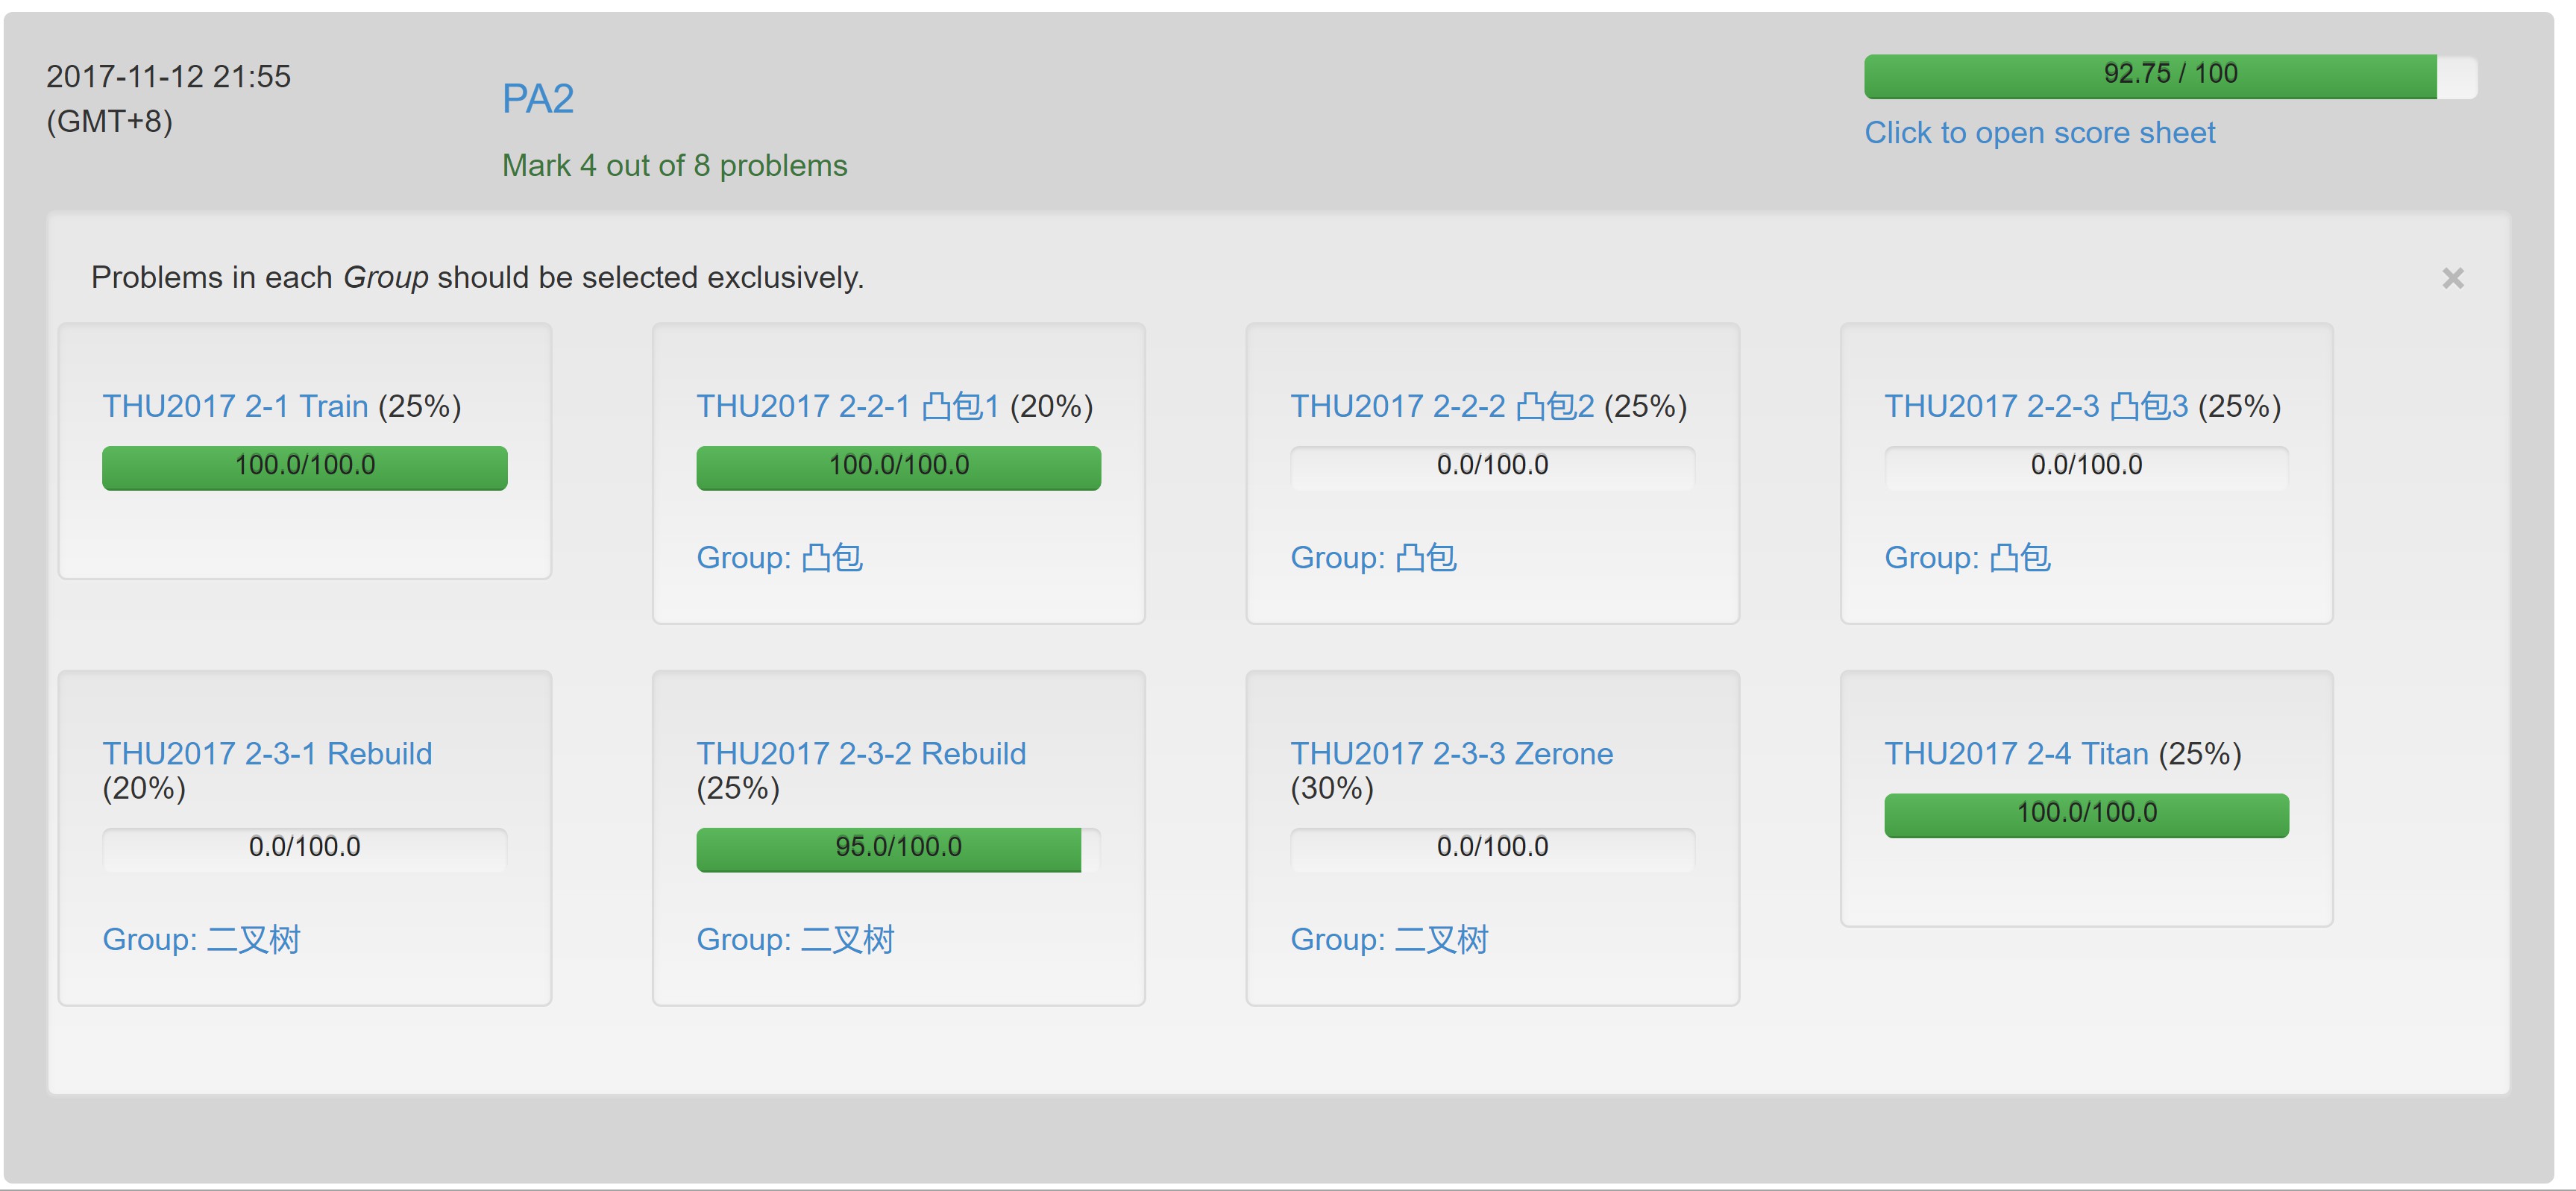 2017-11-12 21:55
(GMT+8)
PA2
Mark 4 out of 8 problems
92.75 / 100
Click to open score sheet
Problems in each Group should be selected exclusively.
×
THU2017 2-1 Train (25%)
100.0/100.0
THU2017 2-2-1 凸包1 (20%)
100.0/100.0
Group: 凸包
THU2017 2-2-2 凸包2 (25%)
0.0/100.0
Group: 凸包
THU2017 2-2-3 凸包3 (25%)
0.0/100.0
Group: 凸包
THU2017 2-3-1 Rebuild
(20%)
0.0/100.0
Group: 二叉树
THU2017 2-3-2 Rebuild
(25%)
95.0/100.0
Group: 二叉树
THU2017 2-3-3 Zerone
(30%)
0.0/100.0
Group: 二叉树
THU2017 2-4 Titan (25%)
100.0/100.0